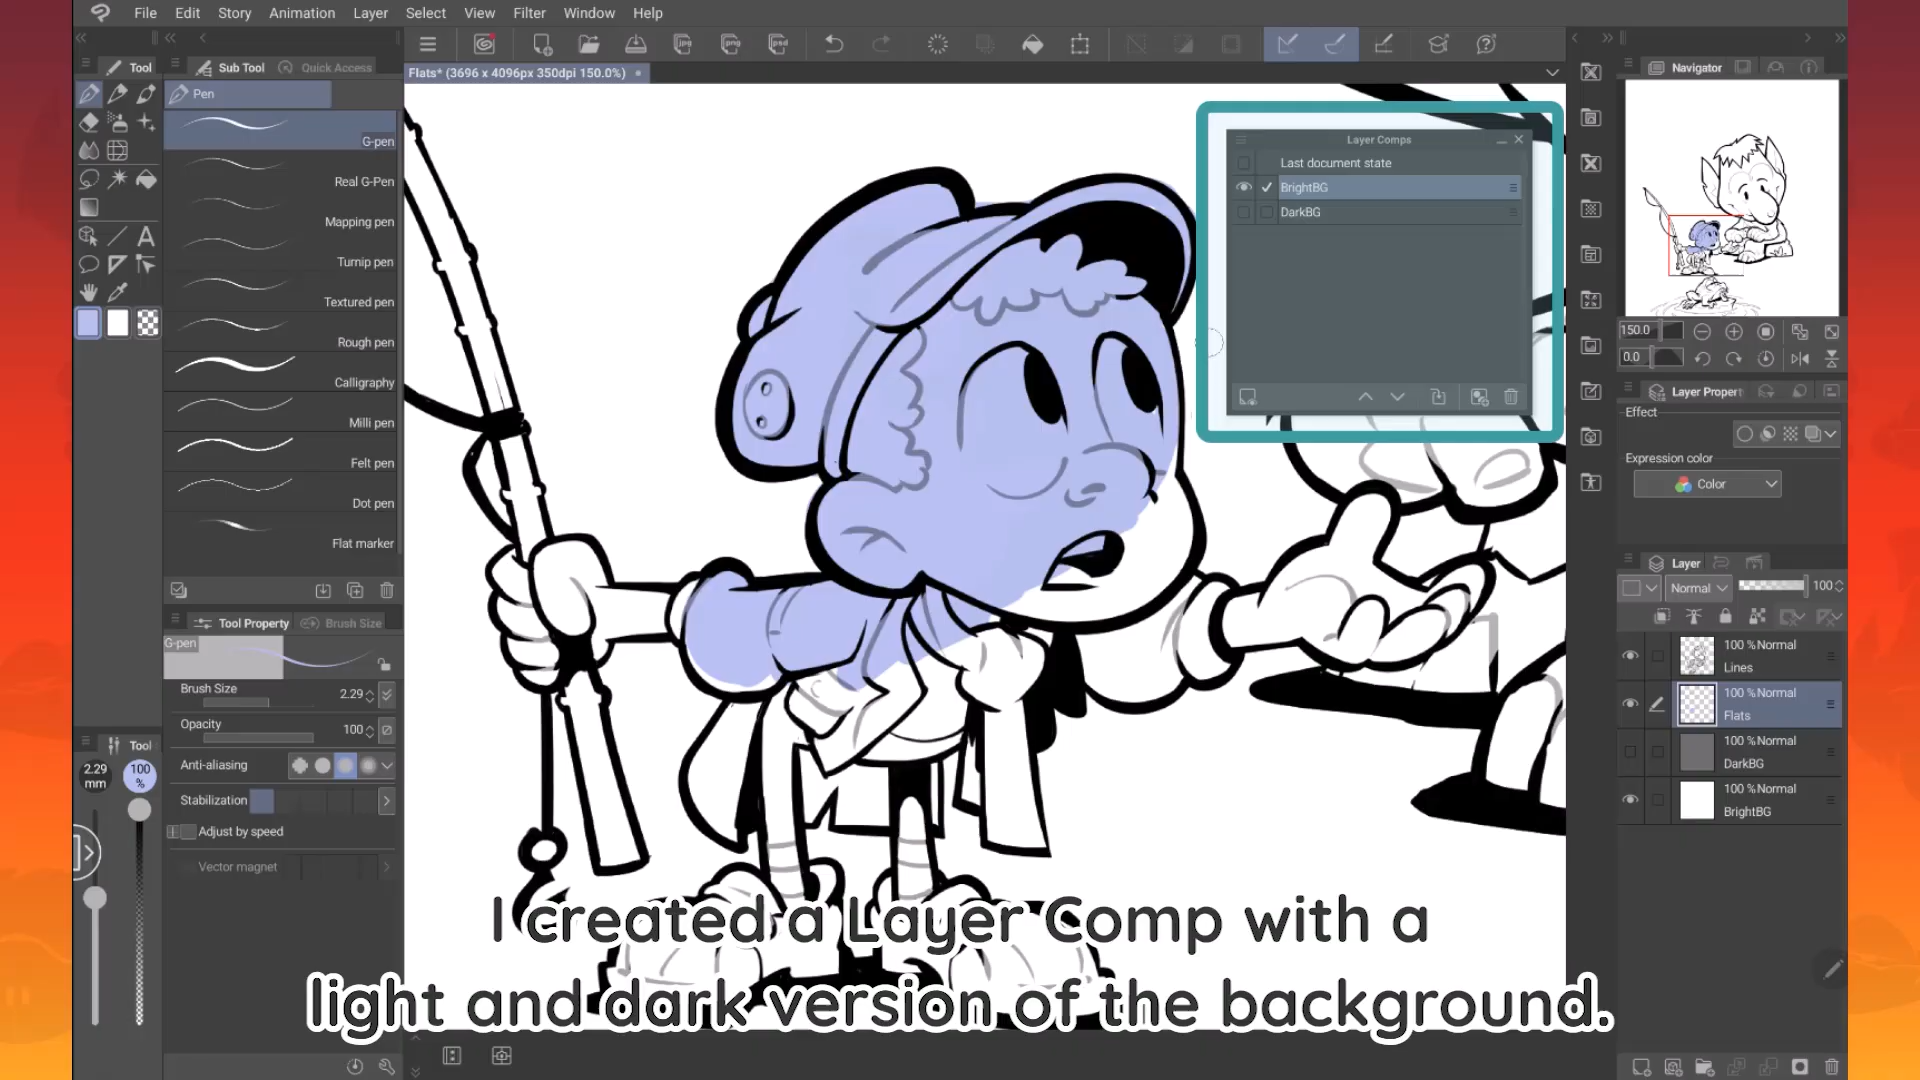 File Edit Story Animation Layer Select View Filter Window Help
Tool
Sub Tool
Quick Access
Pen
G-pen
Real G-Pen
Mapping pen
Turnip pen
Textured pen
Rough pen
Calligraphy
Milli pen
Felt pen
Dot pen
Flat marker
Tool Property
Brush Size
G-pen
Brush Size 2.29
Opacity 100
Anti-aliasing
Stabilization
Adjust by speed
Vector magnet
Tool
2.29 mm
100 %
jpg
png
psd
Flats* (3696 x 4096px 350dpi 150.0%)
Layer Comps
Last document state
BrightBG
DarkBG
I created a Layer Comp with a
light and dark version of the background.
Navigator
150.0
0.0
Layer Propert
Effect
Expression color
Color
Layer
Normal 100
100 %Normal
Lines
100 %Normal
Flats
100 %Normal
DarkBG
100 %Normal
BrightBG